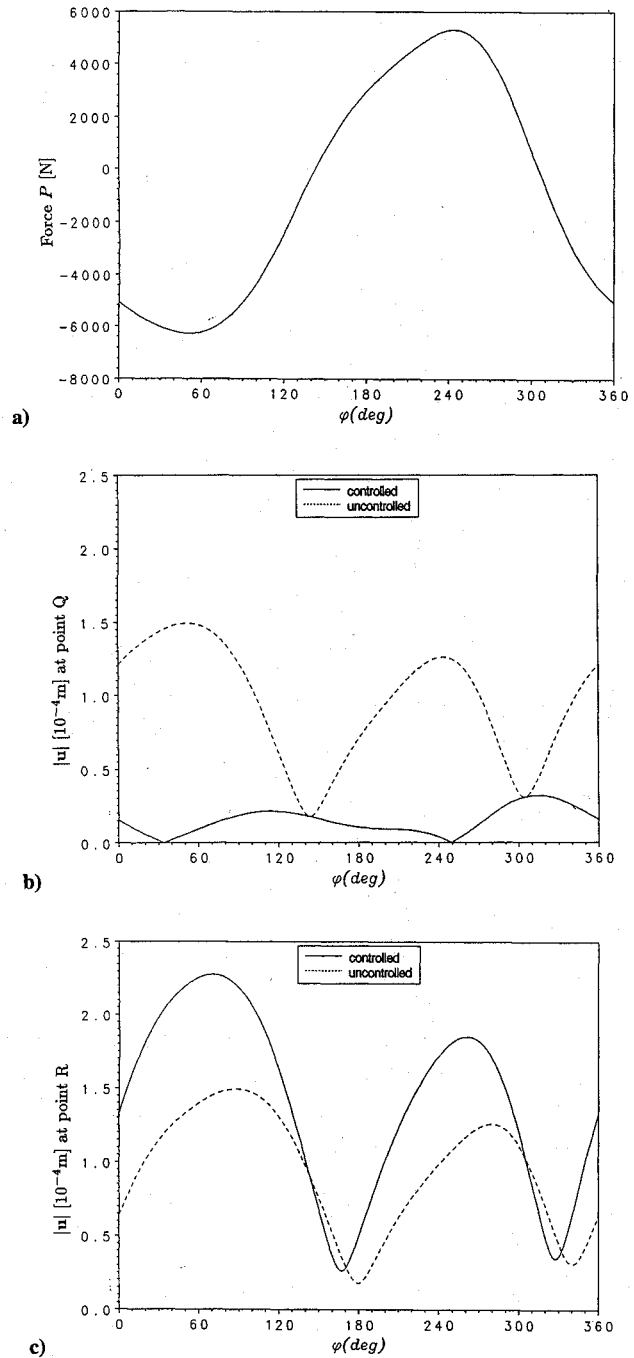 6000
4000
2000
0
-2000
-4000
-6000
-8000
Force P [N]
0 60 120 180 240 300 360
φ(deg)
a)
2.5
2.0
1.5
1.0
0.5
0.0
|u| [10⁻⁴m] at point Q
controlled
uncontrolled
0 60 120 180 240 300 360
φ(deg)
b)
2.5
2.0
1.5
1.0
0.5
0.0
|u| [10⁻⁴m] at point R
controlled
uncontrolled
0 60 120 180 240 300 360
φ(deg)
c)